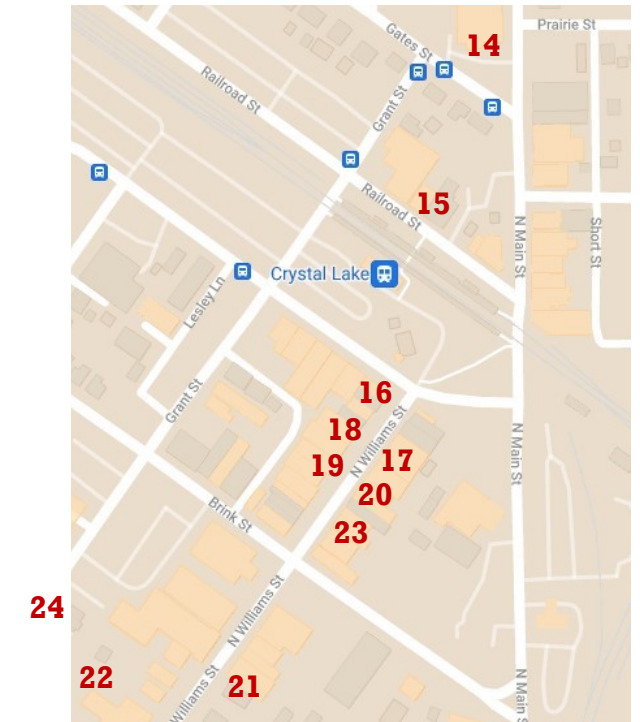 14
Prairie St
Gates St
Railroad St
Grant St
15
Railroad St
N Main St
Short St
Crystal Lake
Lesley Ln
16
Grant St
18
N Williams St
17
N Main St
19
20
Brink St
23
24
N Williams St
22
21
Williams St
N Main S